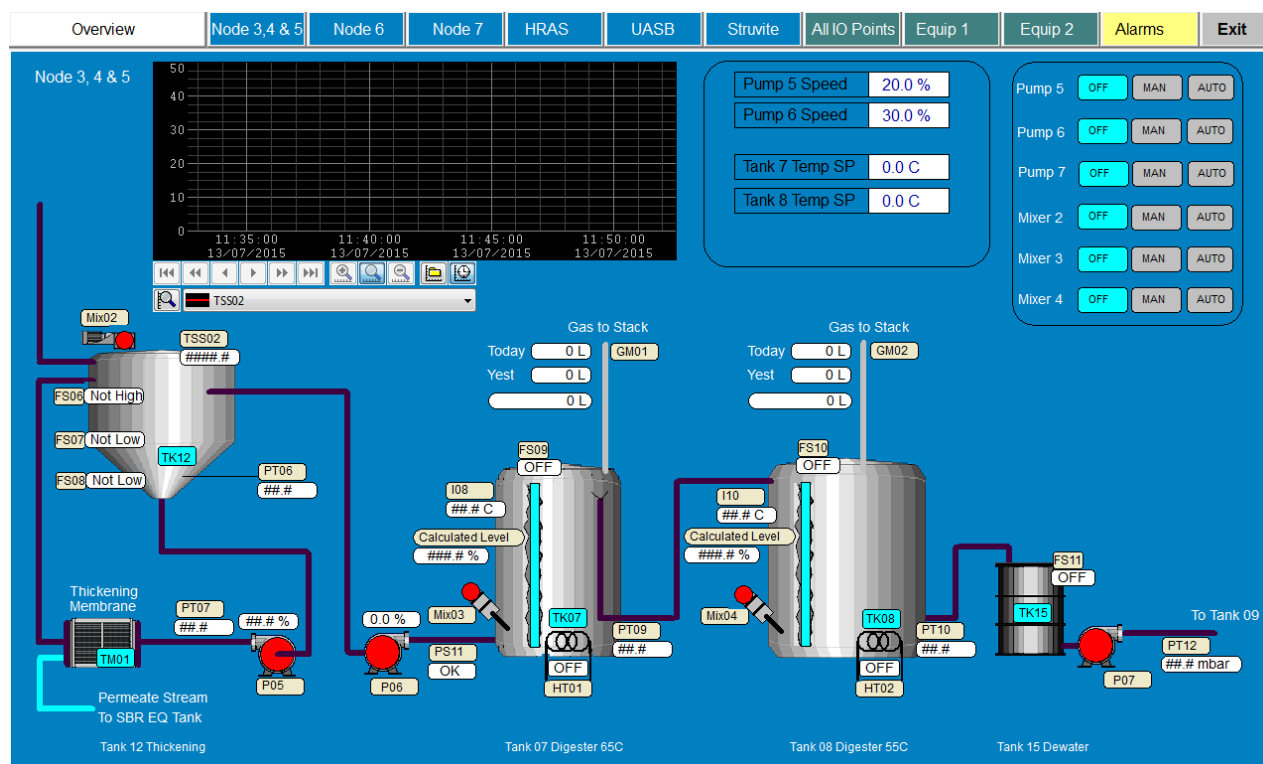 Overview
Node 3,4 & 5
Node 6
Node 7
HRAS
UASB
Struvite
All IO Points
Equip 1
Equip 2
Alarms
Exit
Node 3, 4 & 5
50
40
30
20
10
0
11:35:00
13/07/2015
11:40:00
13/07/2015
11:45:00
13/07/2015
11:50:00
13/07/2015
TSS02
Pump 5 Speed 20.0 %
Pump 6 Speed 30.0 %
Tank 7 Temp SP 0.0 C
Tank 8 Temp SP 0.0 C
Pump 5 OFF MAN AUTO
Pump 6 OFF MAN AUTO
Pump 7 OFF MAN AUTO
Mixer 2 OFF MAN AUTO
Mixer 3 OFF MAN AUTO
Mixer 4 OFF MAN AUTO
Mix02
TSS02
####.#
FS06 Not High
FS07 Not Low
FS08 Not Low
TK12
PT06
##.#
Thickening
Membrane
TM01
PT07
##.#
##.# %
P05
Permeate Stream
To SBR EQ Tank
Tank 12 Thickening
0.0 %
P06
Gas to Stack
Today 0 L
GM01
Yest 0 L
0 L
FS09
OFF
I08
##.# C
Calculated Level
###.# %
Mix03
PS11
OK
TK07
OFF
HT01
PT09
##.#
Tank 07 Digester 65C
Gas to Stack
Today 0 L
GM02
Yest 0 L
0 L
FS10
OFF
I10
##.# C
Calculated Level
###.# %
Mix04
TK08
OFF
HT02
PT10
##.#
Tank 08 Digester 55C
FS11
OFF
TK15
To Tank 09
PT12
##.# mbar
P07
Tank 15 Dewater